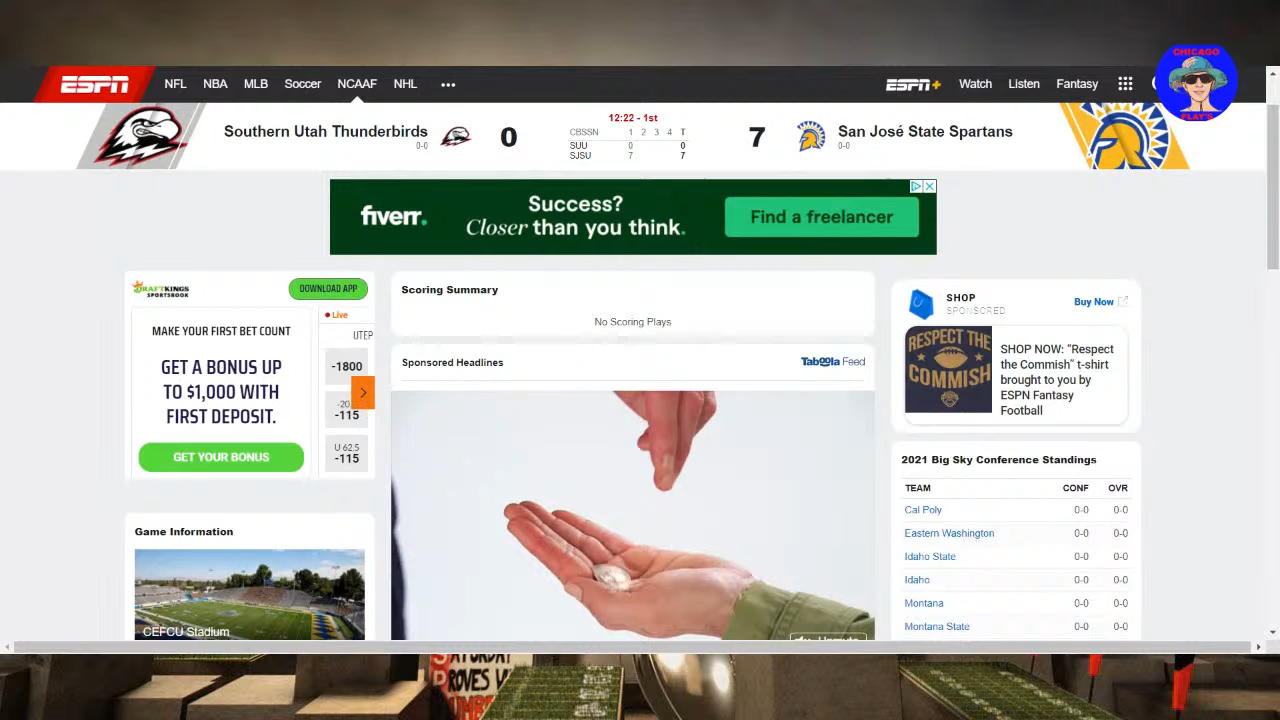 CHICAGO
PLAY'S
ESPN NFL NBA MLB Soccer NCAAF NHL ••• ESPN+ Watch Listen Fantasy
Southern Utah Thunderbirds
0-0
0
12:22 - 1st
CBSSN 1 2 3 4 T
SUU 0 0
SJSU 7 7
7
San José State Spartans
0-0
fiverr.
Success?
Closer than you think.
Find a freelancer
DRAFTKINGS
SPORTSBOOK
DOWNLOAD APP
MAKE YOUR FIRST BET COUNT
GET A BONUS UP
TO $1,000 WITH
FIRST DEPOSIT.
GET YOUR BONUS
Live
UTEP
-1800
-115
U 62.5
-115
Game Information
CEFCU Stadium
Scoring Summary
No Scoring Plays
Sponsored Headlines
Taboola Feed
SHOP
SPONSORED
Buy Now
RESPECT THE
COMMISH
SHOP NOW: “Respect
the Commish” t-shirt
brought to you by
ESPN Fantasy
Football
2021 Big Sky Conference Standings
TEAM CONF OVR
Cal Poly 0-0 0-0
Eastern Washington 0-0 0-0
Idaho State 0-0 0-0
Idaho 0-0 0-0
Montana 0-0 0-0
Montana State 0-0 0-0
SATURDAY
PROVES